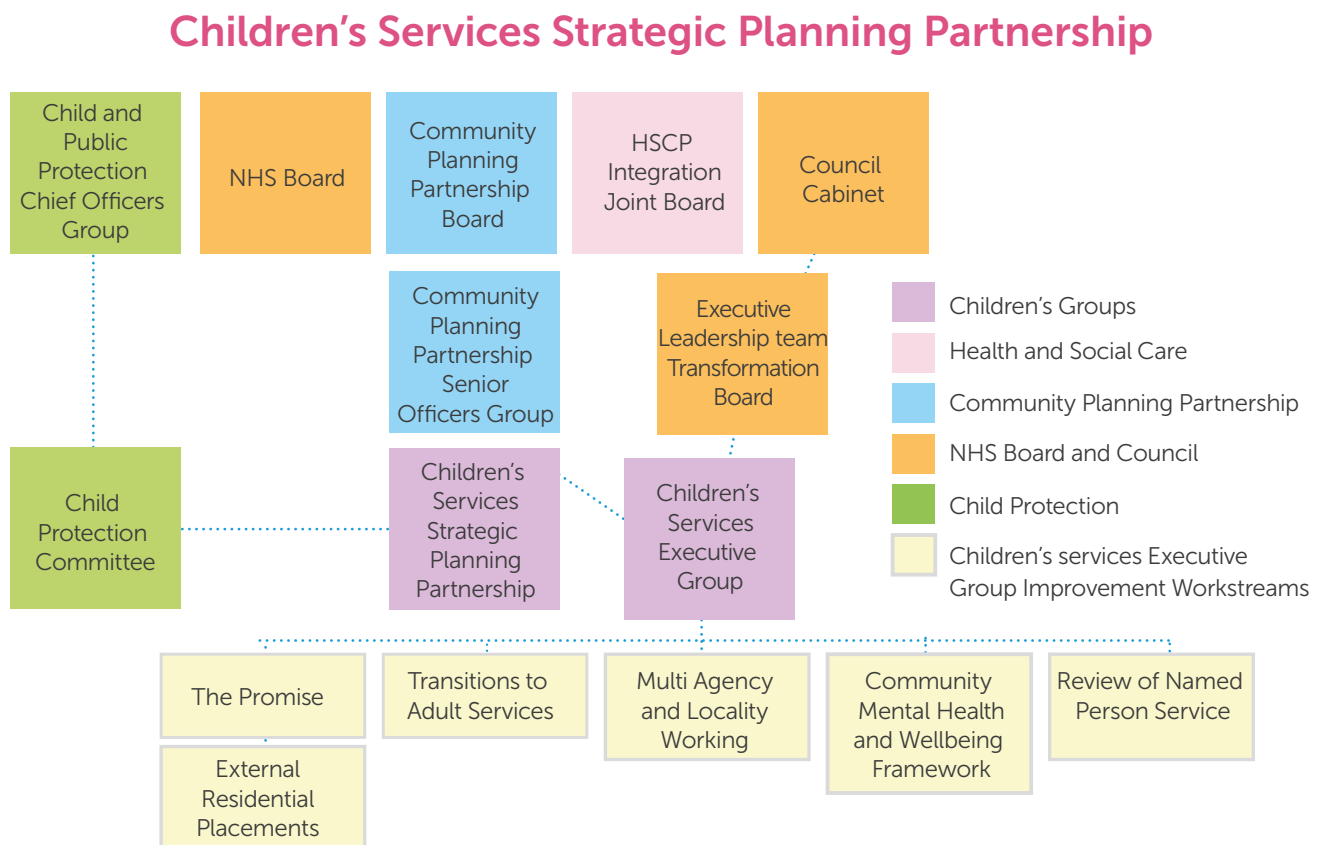 Children’s Services Strategic Planning Partnership
Child and
Public
Protection
Chief Officers
Group
NHS Board
Community
Planning
Partnership
Board
HSCP
Integration
Joint Board
Council
Cabinet
Community
Planning
Partnership
Senior
Officers Group
Executive
Leadership team
Transformation
Board
Children’s Groups
Health and Social Care
Community Planning Partnership
NHS Board and Council
Child Protection
Children’s services Executive
Group Improvement Workstreams
Child
Protection
Committee
Children’s
Services
Strategic
Planning
Partnership
Children’s
Services
Executive
Group
The Promise
Transitions to
Adult Services
Multi Agency
and Locality
Working
Community
Mental Health
and Wellbeing
Framework
Review of Named
Person Service
External
Residential
Placements